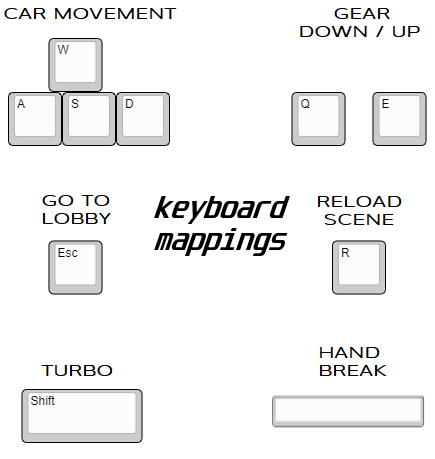 CAR MOVEMENT
GEAR
DOWN / UP
W
A S D
Q E
GO TO
LOBBY
Esc
keyboard
mappings
RELOAD
SCENE
R
TURBO
Shift
HAND
BREAK